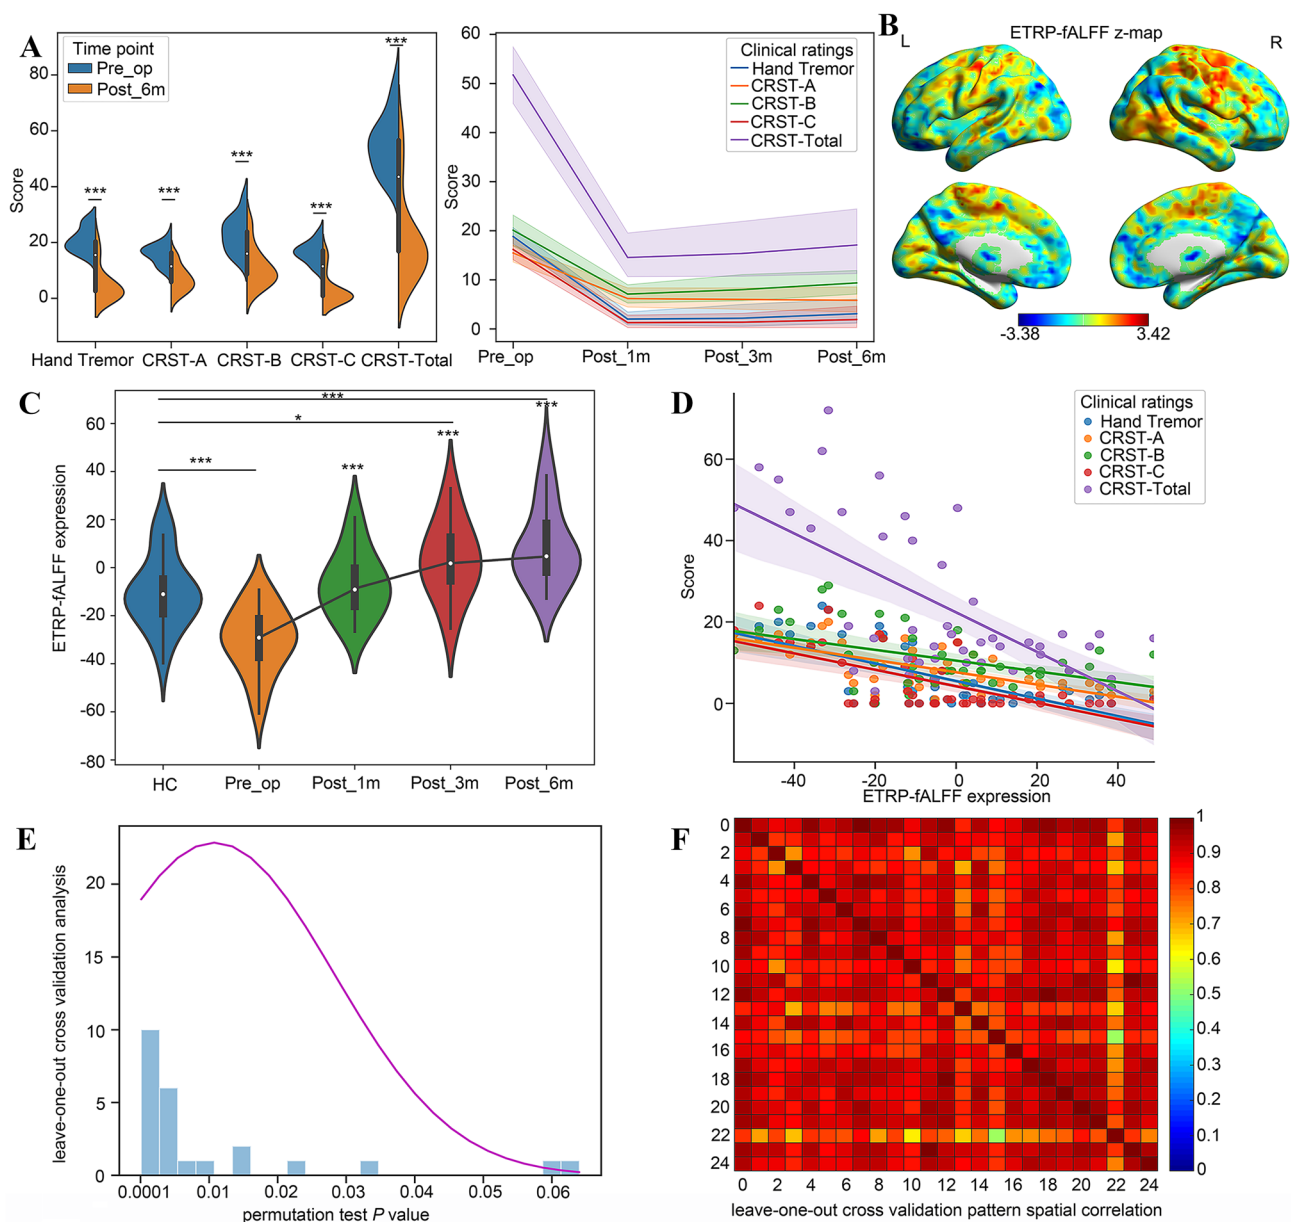 A
Time point
Pre_op
Post_6m
***
***
***
***
***
80
60
40
20
0
Score
Hand Tremor CRST-A CRST-B CRST-C CRST-Total
60
50
40
30
20
10
0
Score
Clinical ratings
Hand Tremor
CRST-A
CRST-B
CRST-C
CRST-Total
Pre_op Post_1m Post_3m Post_6m
B
ETRP-fALFF z-map
L
R
-3.38 3.42
C
***
*
***
***
***
***
60
40
20
0
-20
-40
-60
-80
ETRP-fALFF expression
HC Pre_op Post_1m Post_3m Post_6m
D
Clinical ratings
Hand Tremor
CRST-A
CRST-B
CRST-C
CRST-Total
60
40
20
0
Score
-40 -20 0 20 40
ETRP-fALFF expression
E
20
15
10
5
0
leave-one-out cross validation analysis
0.0001 0.01 0.02 0.03 0.04 0.05 0.06
permutation test P value
F
0
2
4
6
8
10
12
14
16
18
20
22
24
0 2 4 6 8 10 12 14 16 18 20 22 24
leave-one-out cross validation pattern spatial correlation
1
0.9
0.8
0.7
0.6
0.5
0.4
0.3
0.2
0.1
0